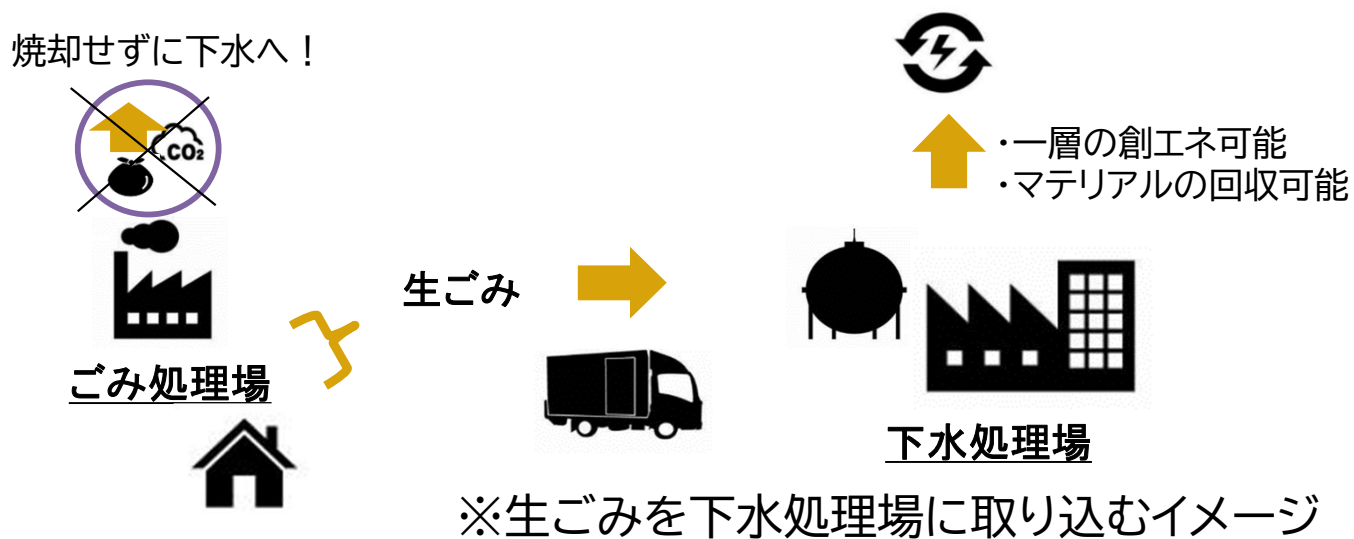 焼却せずに下水へ！
CO2
・一層の創エネ可能
・マテリアルの回収可能
生ごみ
ごみ処理場
下水処理場
※生ごみを下水処理場に取り込むイメージ